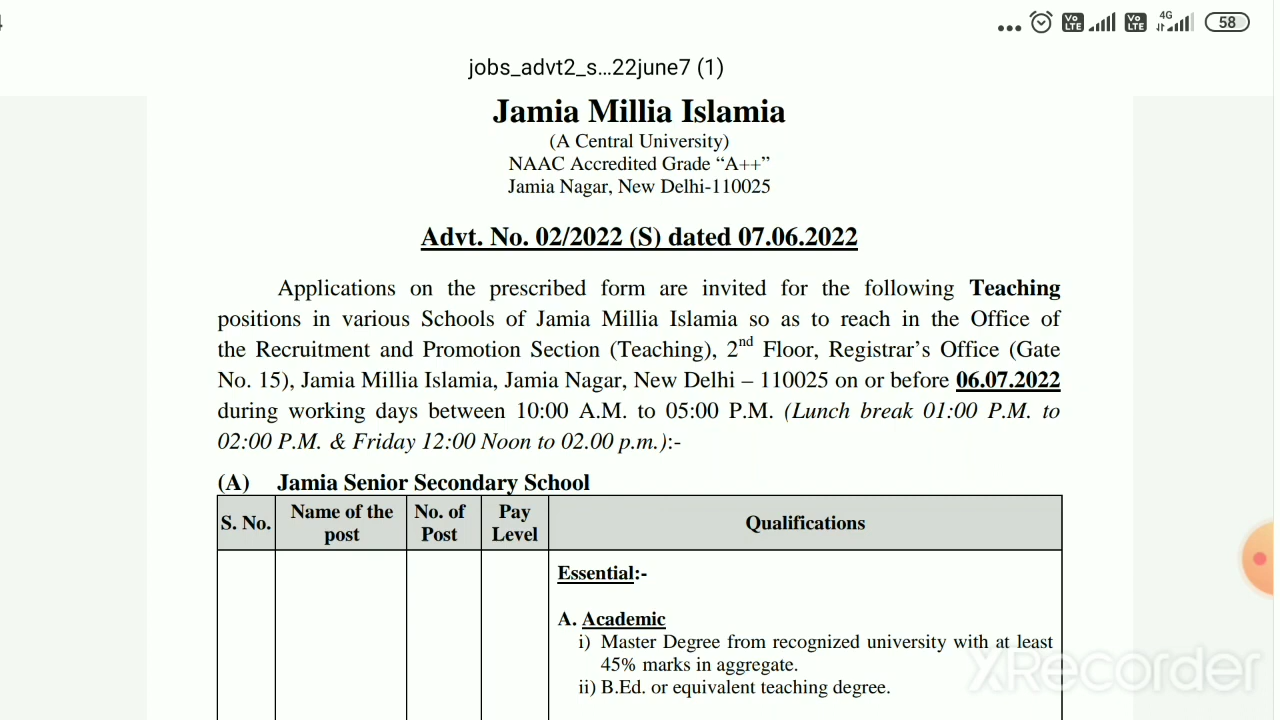 VoLTE VoLTE 4G 58
jobs_advt2_s...22june7 (1)
Jamia Millia Islamia
(A Central University)
NAAC Accredited Grade “A++”
Jamia Nagar, New Delhi-110025
Advt. No. 02/2022 (S) dated 07.06.2022
Applications on the prescribed form are invited for the following Teaching
positions in various Schools of Jamia Millia Islamia so as to reach in the Office of
the Recruitment and Promotion Section (Teaching), 2nd Floor, Registrar’s Office (Gate
No. 15), Jamia Millia Islamia, Jamia Nagar, New Delhi – 110025 on or before 06.07.2022
during working days between 10:00 A.M. to 05:00 P.M. (Lunch break 01:00 P.M. to
02:00 P.M. & Friday 12:00 Noon to 02.00 p.m.):-
(A) Jamia Senior Secondary School
S. No. Name of the post No. of Post Pay Level Qualifications
Essential:-
A. Academic
i) Master Degree from recognized university with at least
45% marks in aggregate.
ii) B.Ed. or equivalent teaching degree.
XRecorder